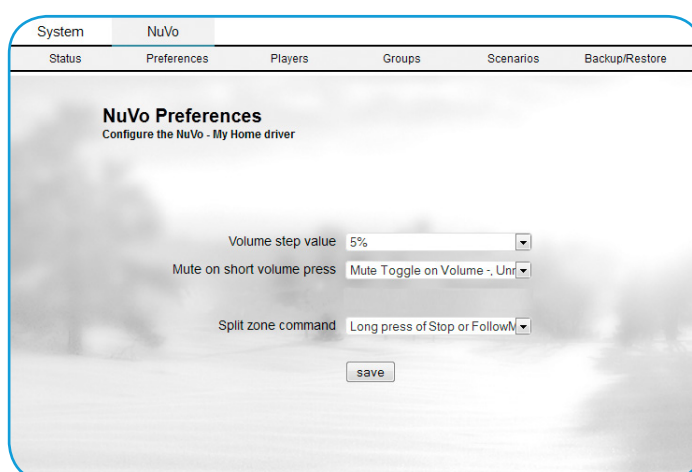 System NuVo
Status Preferences Players Groups Scenarios Backup/Restore
NuVo Preferences
Configure the NuVo - My Home driver
Volume step value 5%
Mute on short volume press Mute Toggle on Volume -, Unr
Split zone command Long press of Stop or FollowM
save